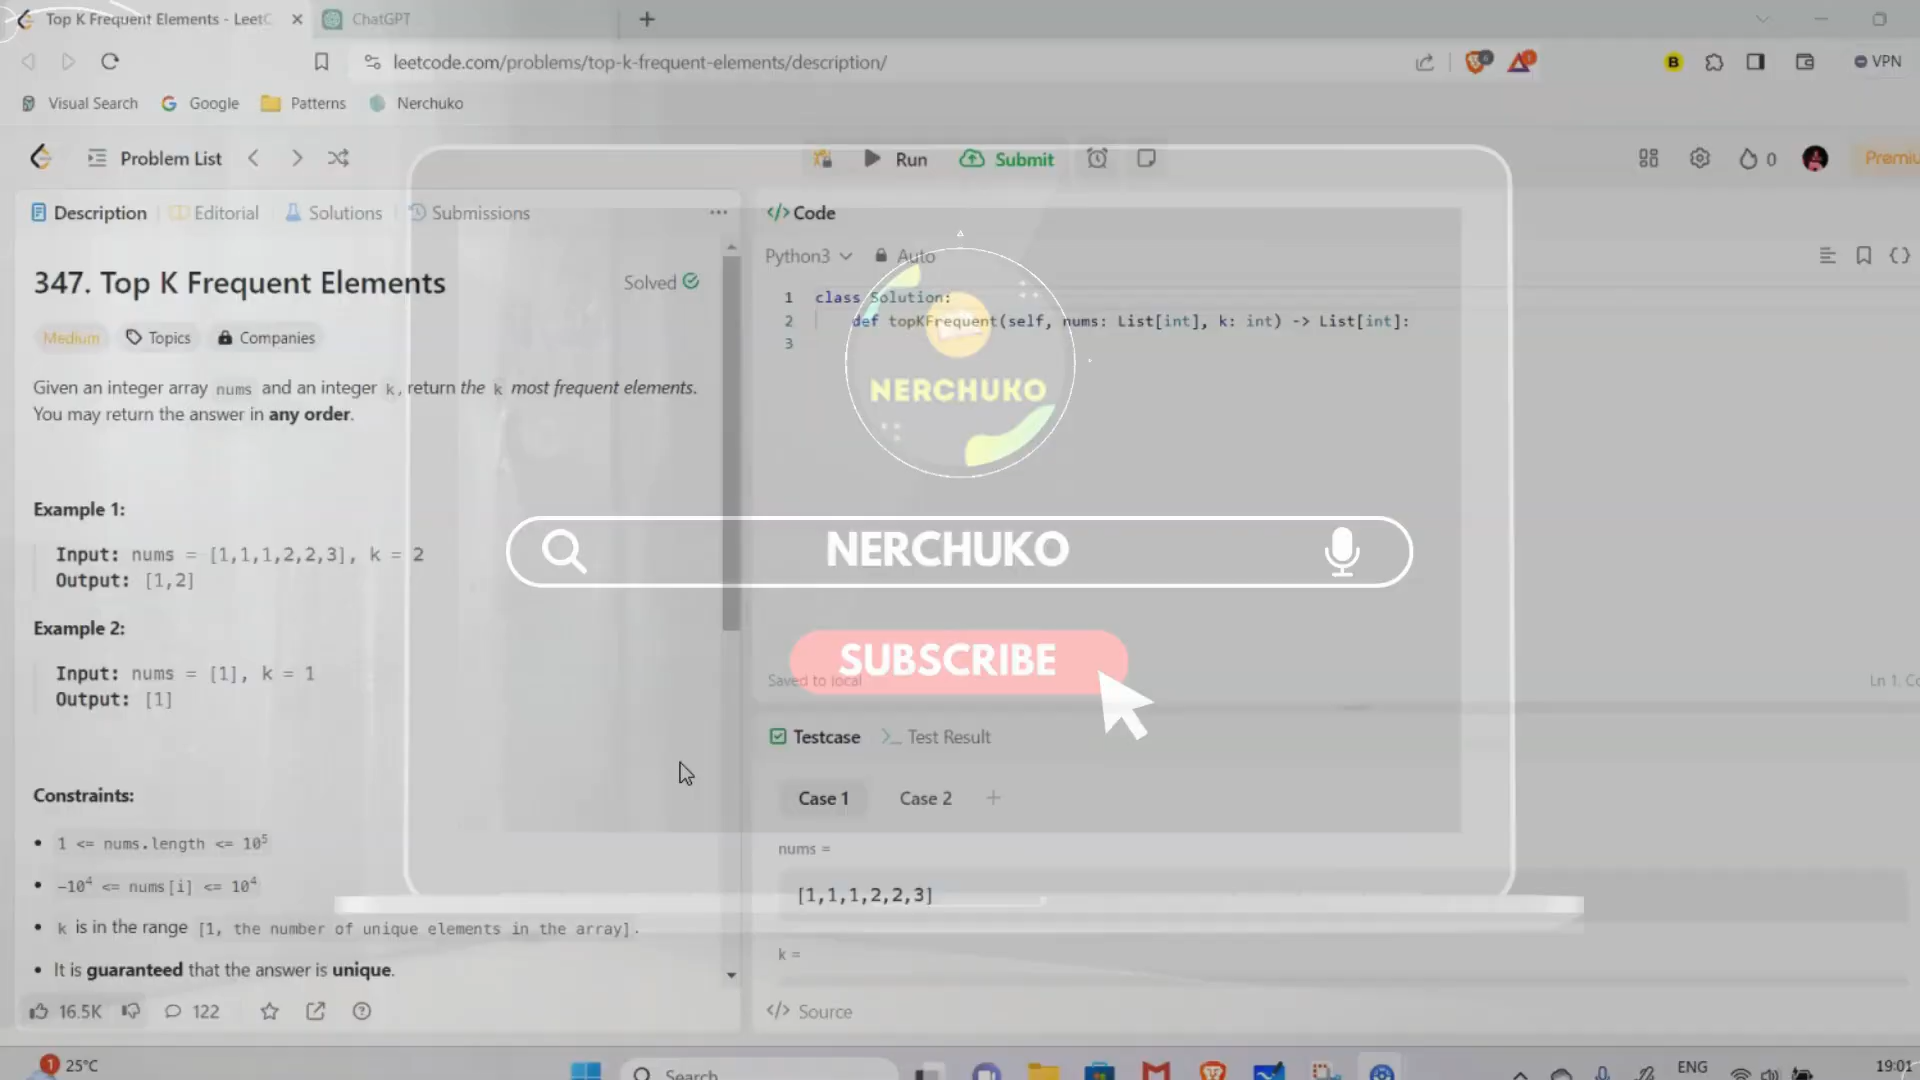 Top K Frequent Elements - Leet
ChatGPT
leetcode.com/problems/top-k-frequent-elements/description/
VPN
Visual Search
Google
Patterns
Nerchuko
Problem List
Run
Submit
0
Premiu
Description
Editorial
Solutions
Submissions
</> Code
347. Top K Frequent Elements
Solved
Python3
Auto
Medium
Topics
Companies
1 class Solution:
2 def topKFrequent(self, nums: List[int], k: int) -> List[int]:
3
Given an integer array nums and an integer k, return the k most frequent elements.
You may return the answer in any order.
NERCHUKO
Example 1:
Input: nums = [1,1,1,2,2,3], k = 2
Output: [1,2]
NERCHUKO
Example 2:
Input: nums = [1], k = 1
Output: [1]
SUBSCRIBE
Saved to local
Ln 1, Co
Testcase
Test Result
Case 1
Case 2
nums =
[1,1,1,2,2,3]
k =
Constraints:
1 <= nums.length <= 10⁵
-10⁴ <= nums[i] <= 10⁴
k is in the range [1, the number of unique elements in the array].
It is guaranteed that the answer is unique.
16.5K
122
</> Source
1
25°C
Search
ENG
19:01